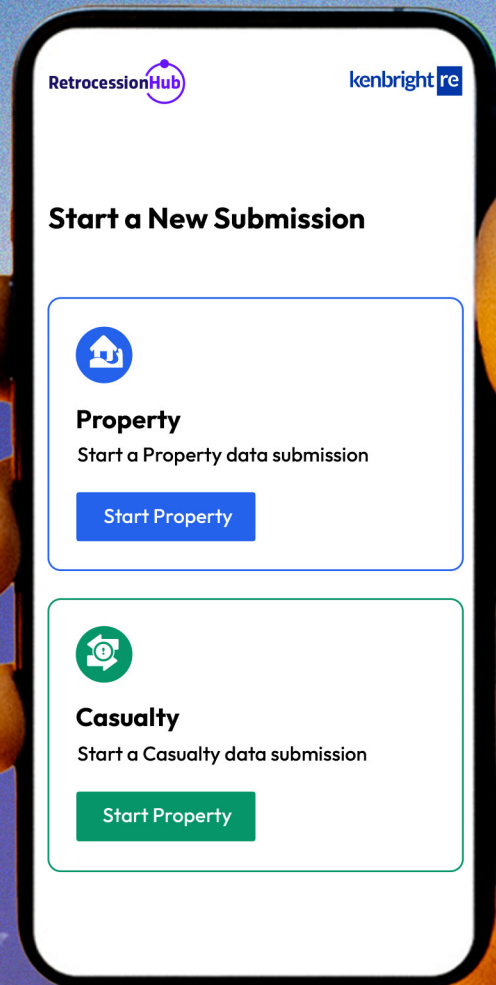 RetrocessionHub
kenbright re
Start a New Submission
Property
Start a Property data submission
Start Property
Casualty
Start a Casualty data submission
Start Property